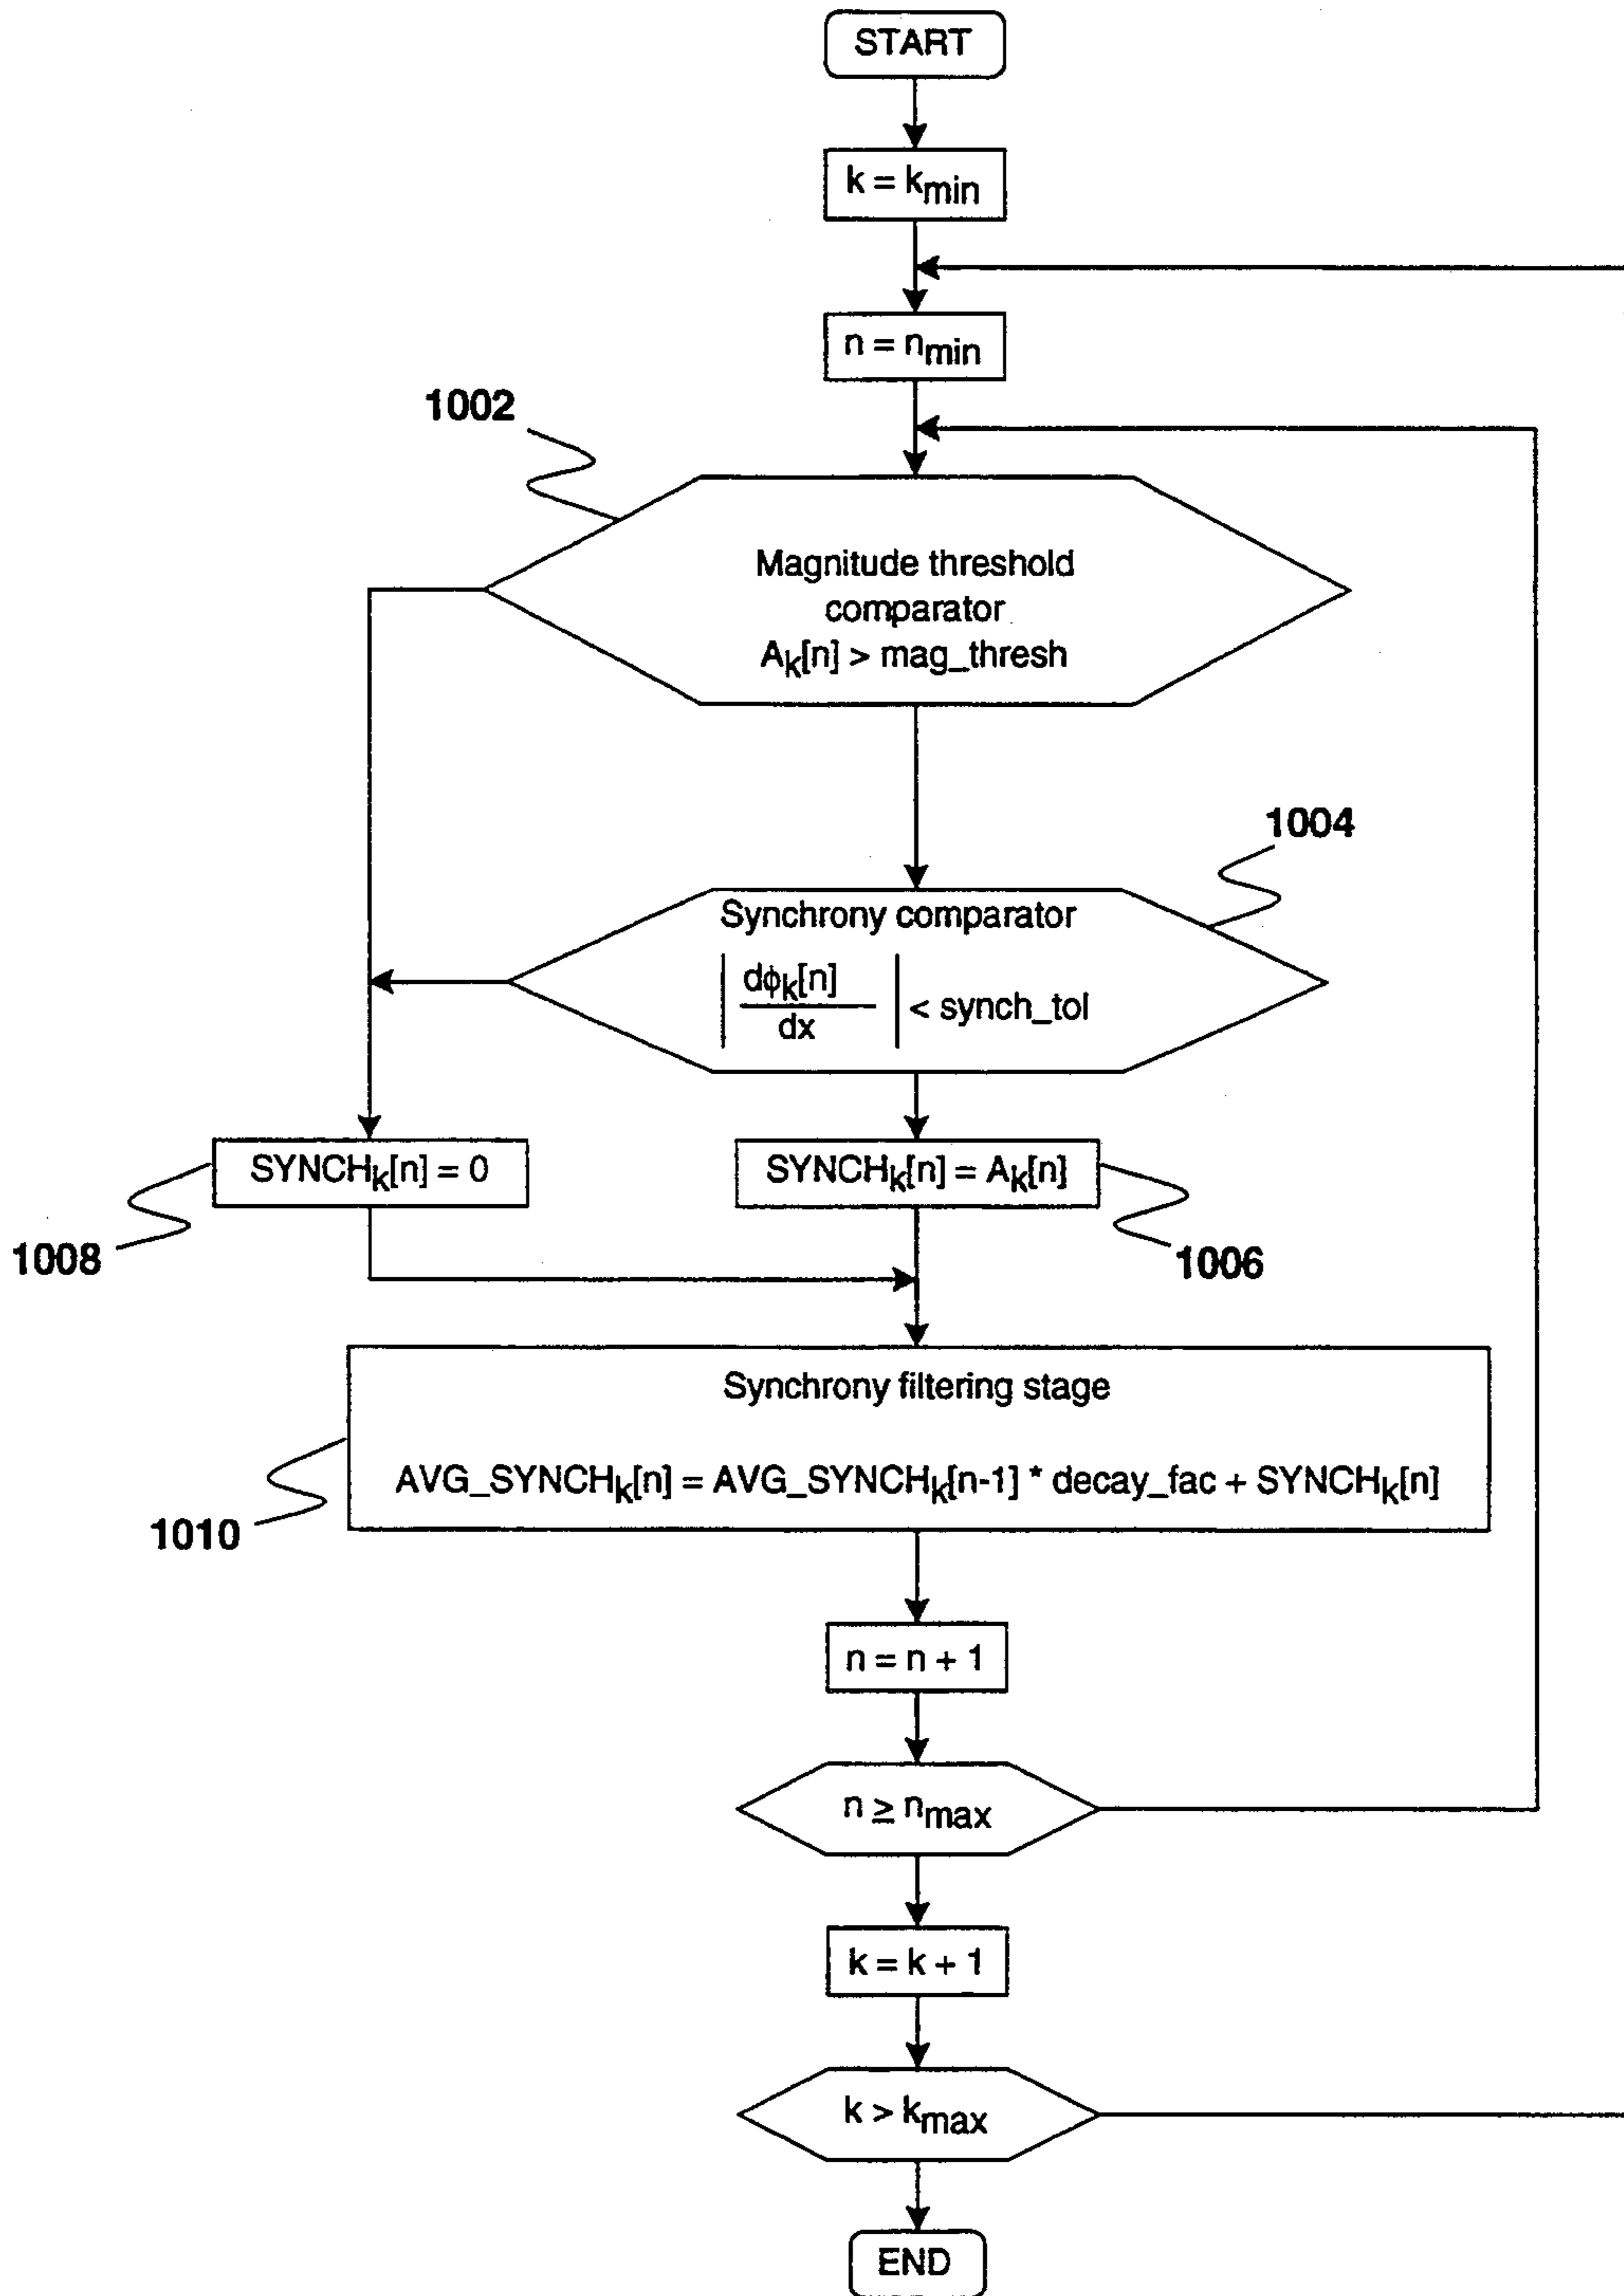 START
k = kmin
n = nmin
1002
Magnitude threshold
comparator
Ak[n] > mag_thresh
1004
Synchrony comparator
| dϕk[n] / dx | < synch_tol
SYNCHk[n] = 0
SYNCHk[n] = Ak[n]
1008
1006
Synchrony filtering stage
AVG_SYNCHk[n] = AVG_SYNCHk[n-1] * decay_fac + SYNCHk[n]
1010
n = n + 1
n ≥ nmax
k = k + 1
k > kmax
END